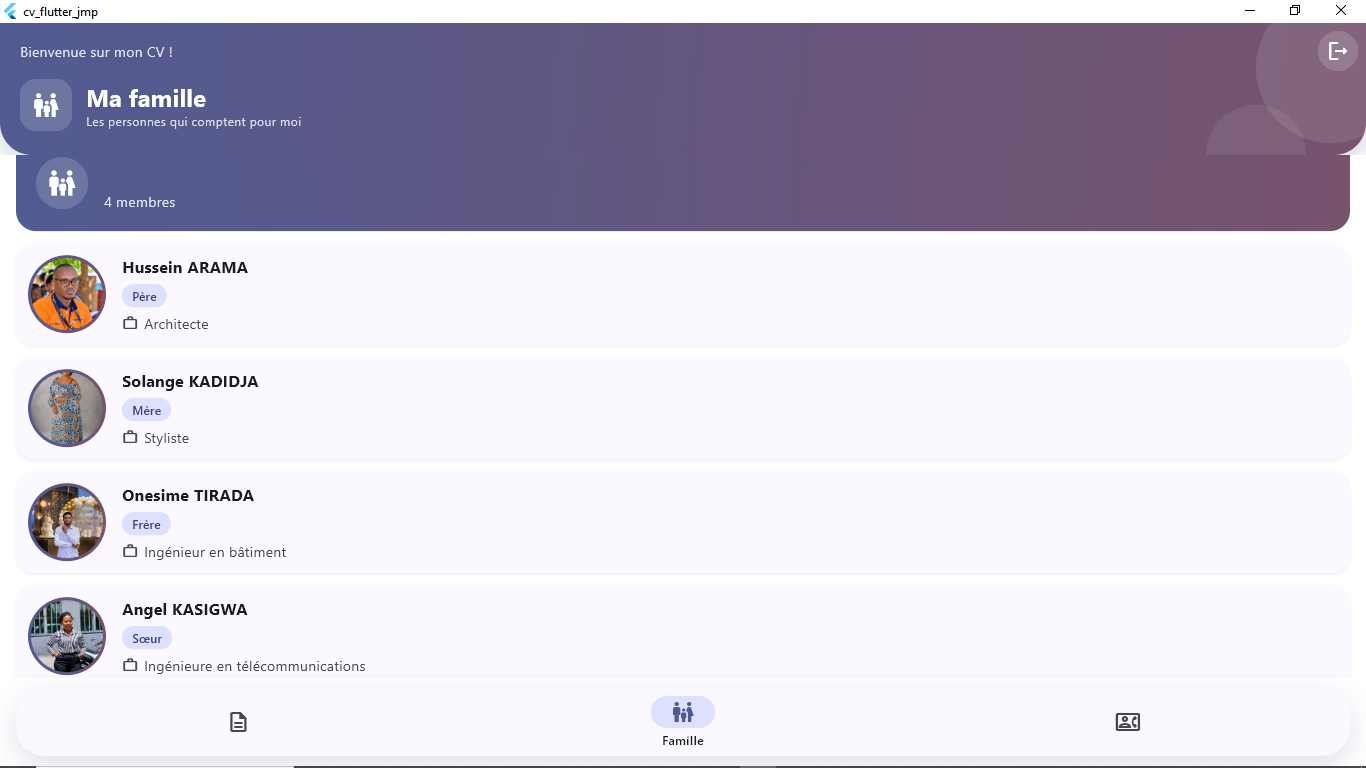 cv_flutter_jmp
Bienvenue sur mon CV !
Ma famille
Les personnes qui comptent pour moi
4 membres
Hussein ARAMA
Père
Architecte
Solange KADIDJA
Mère
Styliste
Onesime TIRADA
Frère
Ingénieur en bâtiment
Angel KASIGWA
Sœur
Ingénieure en télécommunications
Famille